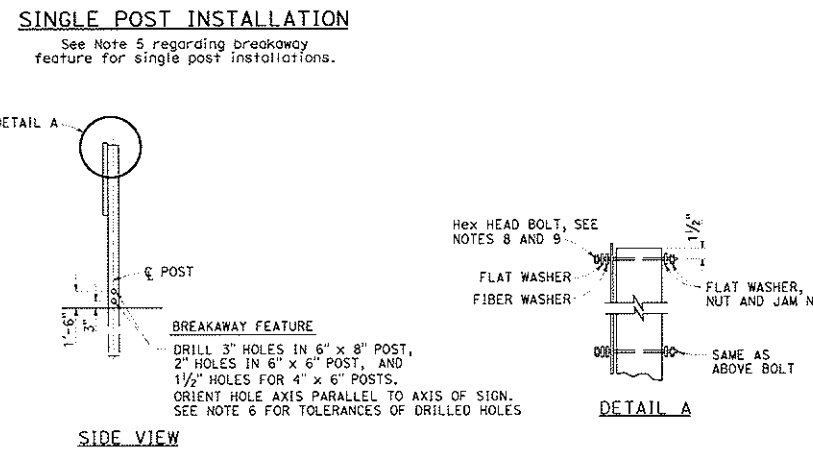 SINGLE POST INSTALLATION
See Note 5 regarding breakaway
feature for single post installations.
DETAIL A
℄ POST
1'-6"
3"
BREAKAWAY FEATURE
DRILL 3" HOLES IN 6" x 8" POST,
2" HOLES IN 6" x 6" POST, AND
1½" HOLES FOR 4" x 6" POSTS.
ORIENT HOLE AXIS PARALLEL TO AXIS OF SIGN.
SEE NOTE 6 FOR TOLERANCES OF DRILLED HOLES
SIDE VIEW
Hex HEAD BOLT, SEE
NOTES 8 AND 9
FLAT WASHER
FIBER WASHER
1½"
FLAT WASHER,
NUT AND JAM N
SAME AS
ABOVE BOLT
DETAIL A